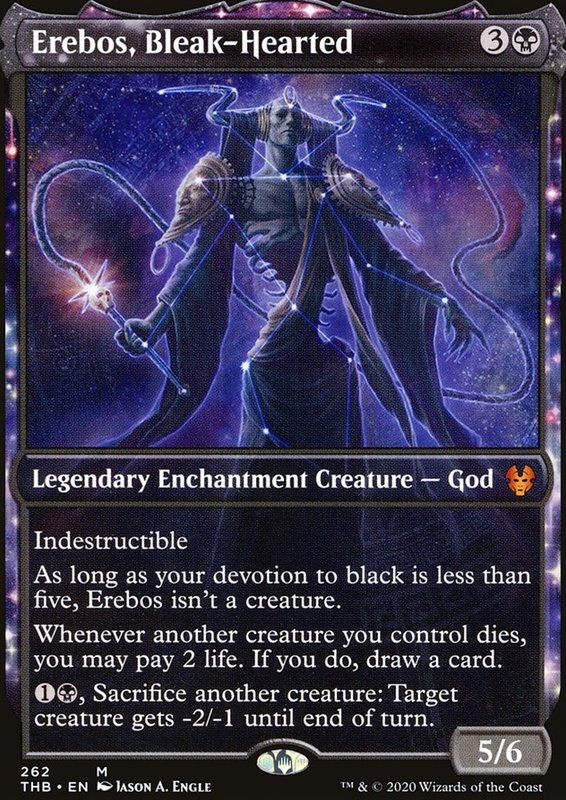 Erebos, Bleak-Hearted 3
Legendary Enchantment Creature — God
Indestructible
As long as your devotion to black is less than
five, Erebos isn't a creature.
Whenever another creature you control dies,
you may pay 2 life. If you do, draw a card.
1, Sacrifice another creature: Target
creature gets -2/-1 until end of turn.
5/6
262 M
THB • EN Jason A. Engle
™ & © 2020 Wizards of the Coast